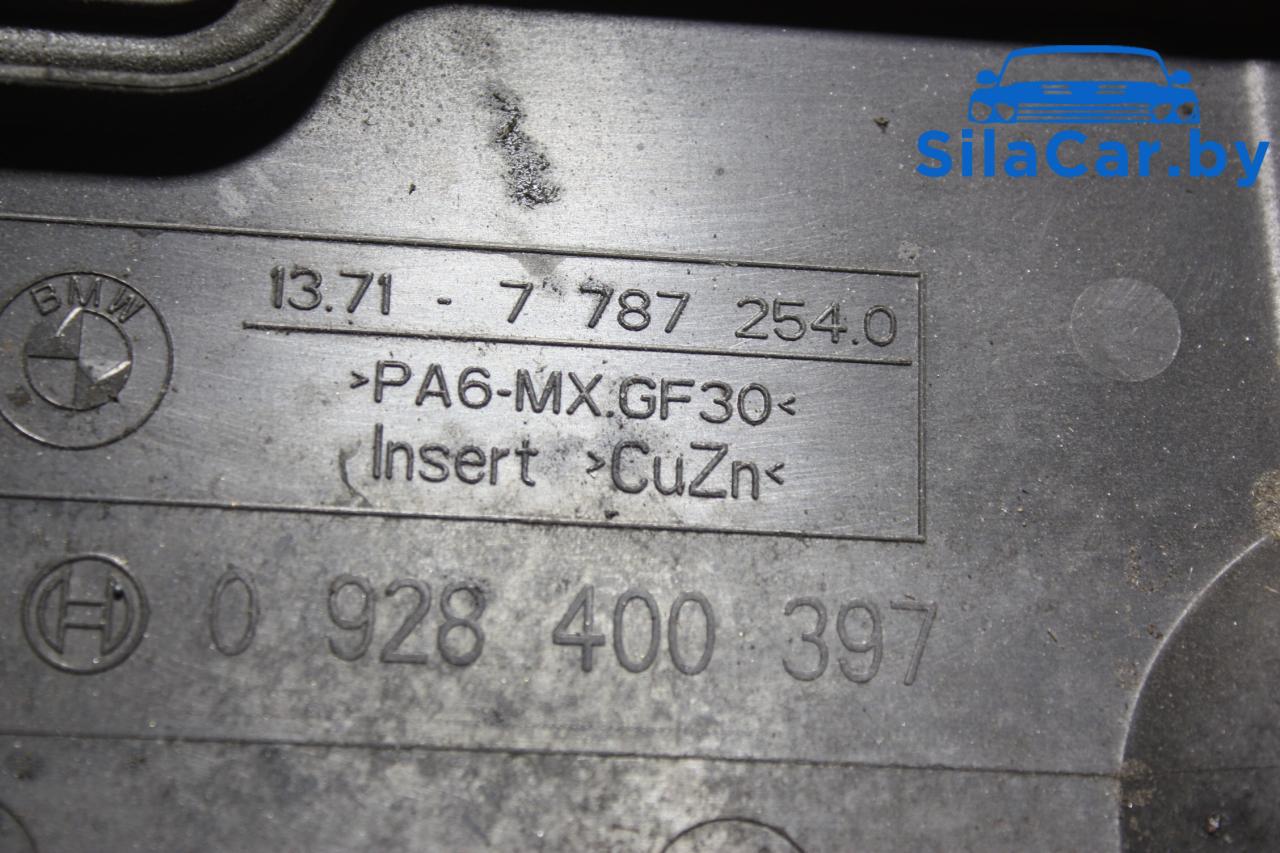 SilaCar.by
BMW
13.71 - 7 787 254.0
>PA6-MX.GF30<
Insert >CuZn<
0 928 400 397